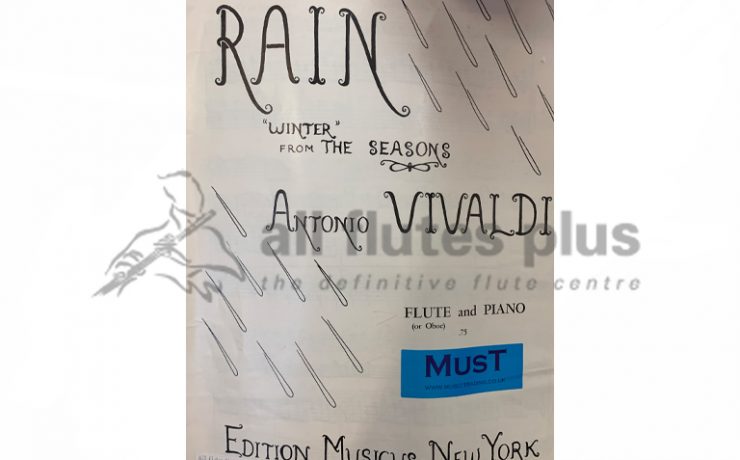 RAIN
"WINTER"
FROM THE SEASONS
ANTONIO VIVALDI
all flutes plus
the definitive flute centre
FLUTE and PIANO
(or Oboe) .75
MUST
EDITION MUSICUS NEW YORK